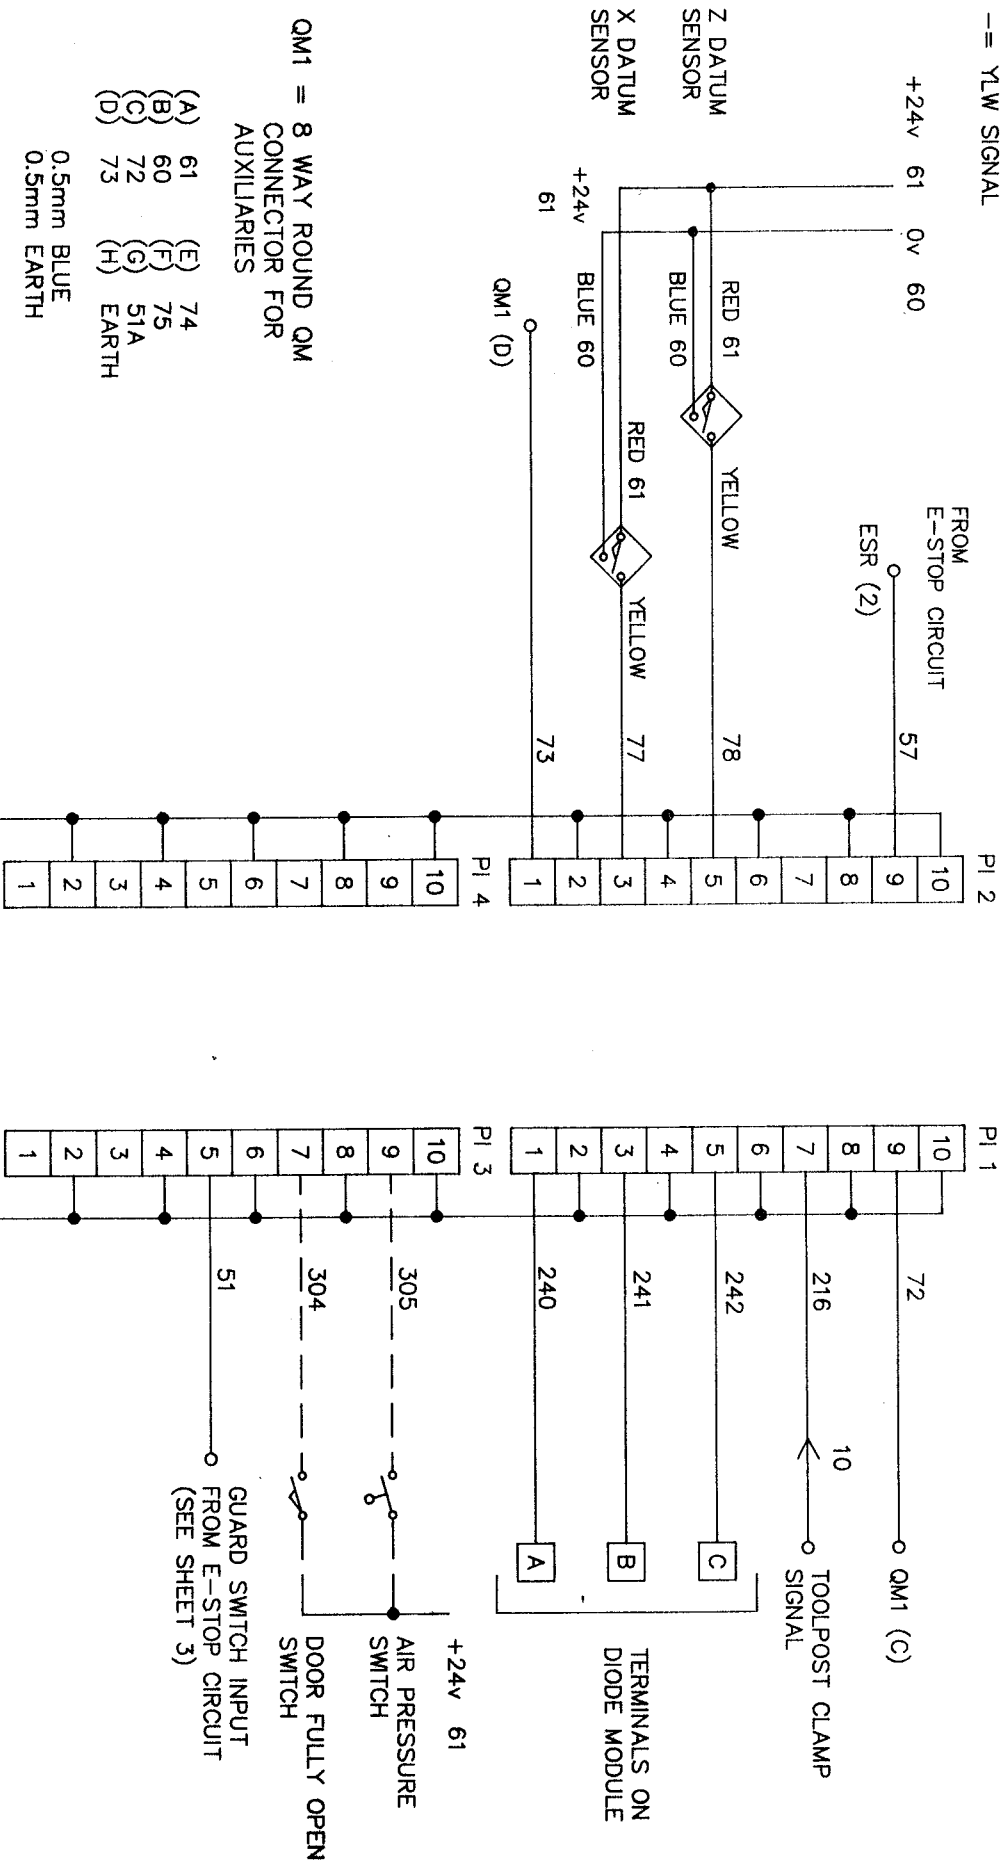 -= YLW SIGNAL
+24v 61 0v 60
Z DATUM
SENSOR
X DATUM
SENSOR
RED 61
BLUE 60
YELLOW
+24v
61
BLUE 60
RED 61
YELLOW
FROM
E-STOP CIRCUIT
ESR (2)
57
78
77
73
QM1 (D)
QM1 = 8 WAY ROUND QM
CONNECTOR FOR
AUXILIARIES
(A) 61 (E) 74
(B) 60 (F) 75
(C) 72 (G) 51A
(D) 73 (H) EARTH
0.5mm BLUE
0.5mm EARTH
PI 2
10
9
8
7
6
5
4
3
2
1
PI 4
10
9
8
7
6
5
4
3
2
1
PI 1
10
9
8
7
6
5
4
3
2
1
PI 3
10
9
8
7
6
5
4
3
2
1
72
QM1 (C)
216
10
TOOLPOST CLAMP
SIGNAL
242
C
241
B
240
A
TERMINALS ON
DIODE MODULE
+24v 61
305
AIR PRESSURE
SWITCH
304
DOOR FULLY OPEN
SWITCH
51
GUARD SWITCH INPUT
FROM E-STOP CIRCUIT
(SEE SHEET 3)